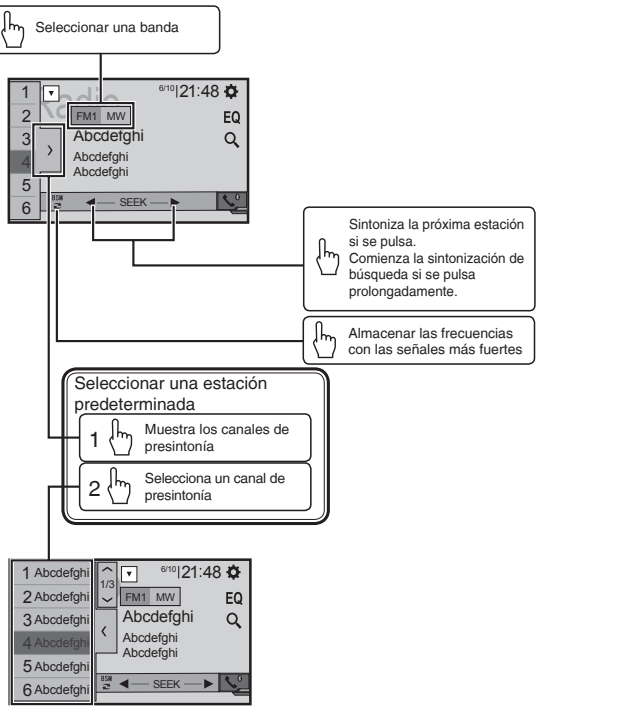 Seleccionar una banda
Radio
1
2
3
4
5
6
6/10|21:48
FM1 MW
EQ
Abcdefghi
Abcdefghi
Abcdefghi
BSM
SEEK
Sintoniza la próxima estación
si se pulsa.
Comienza la sintonización de
búsqueda si se pulsa
prolongadamente.
Almacenar las frecuencias
con las señales más fuertes
Seleccionar una estación
predeterminada
1 Muestra los canales de
presintonía
2 Selecciona un canal de
presintonía
1 Abcdefghi
2 Abcdefghi
3 Abcdefghi
4 Abcdefghi
5 Abcdefghi
6 Abcdefghi
1/3
6/10|21:48
FM1 MW
EQ
Abcdefghi
Abcdefghi
Abcdefghi
BSM
SEEK